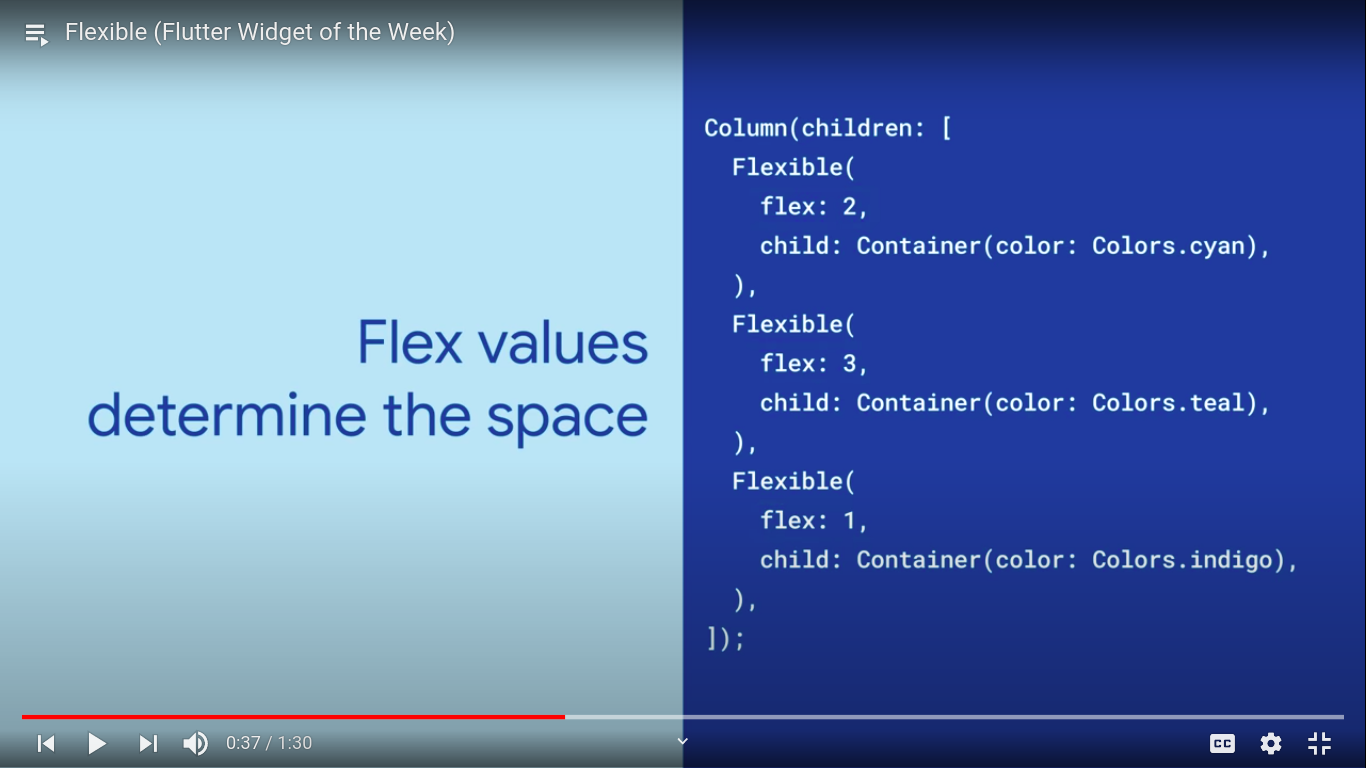 Flexible (Flutter Widget of the Week)
Flex values
determine the space
Column(children: [
  Flexible(
    flex: 2,
    child: Container(color: Colors.cyan),
  ),
  Flexible(
    flex: 3,
    child: Container(color: Colors.teal),
  ),
  Flexible(
    flex: 1,
    child: Container(color: Colors.indigo),
  ),
]);
0:37 / 1:30
CC